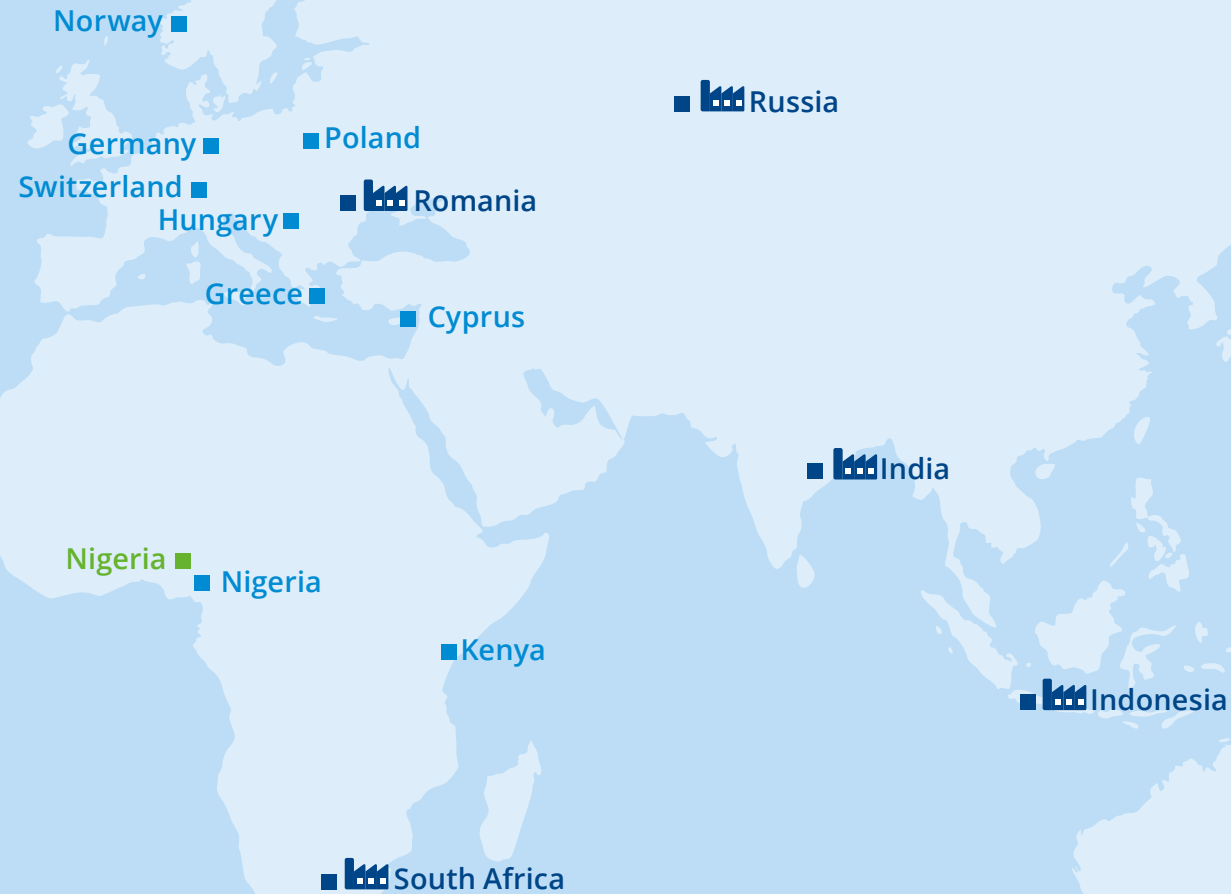 Norway
Russia
Germany
Poland
Switzerland
Romania
Hungary
Greece
Cyprus
India
Nigeria
Nigeria
Kenya
Indonesia
South Africa